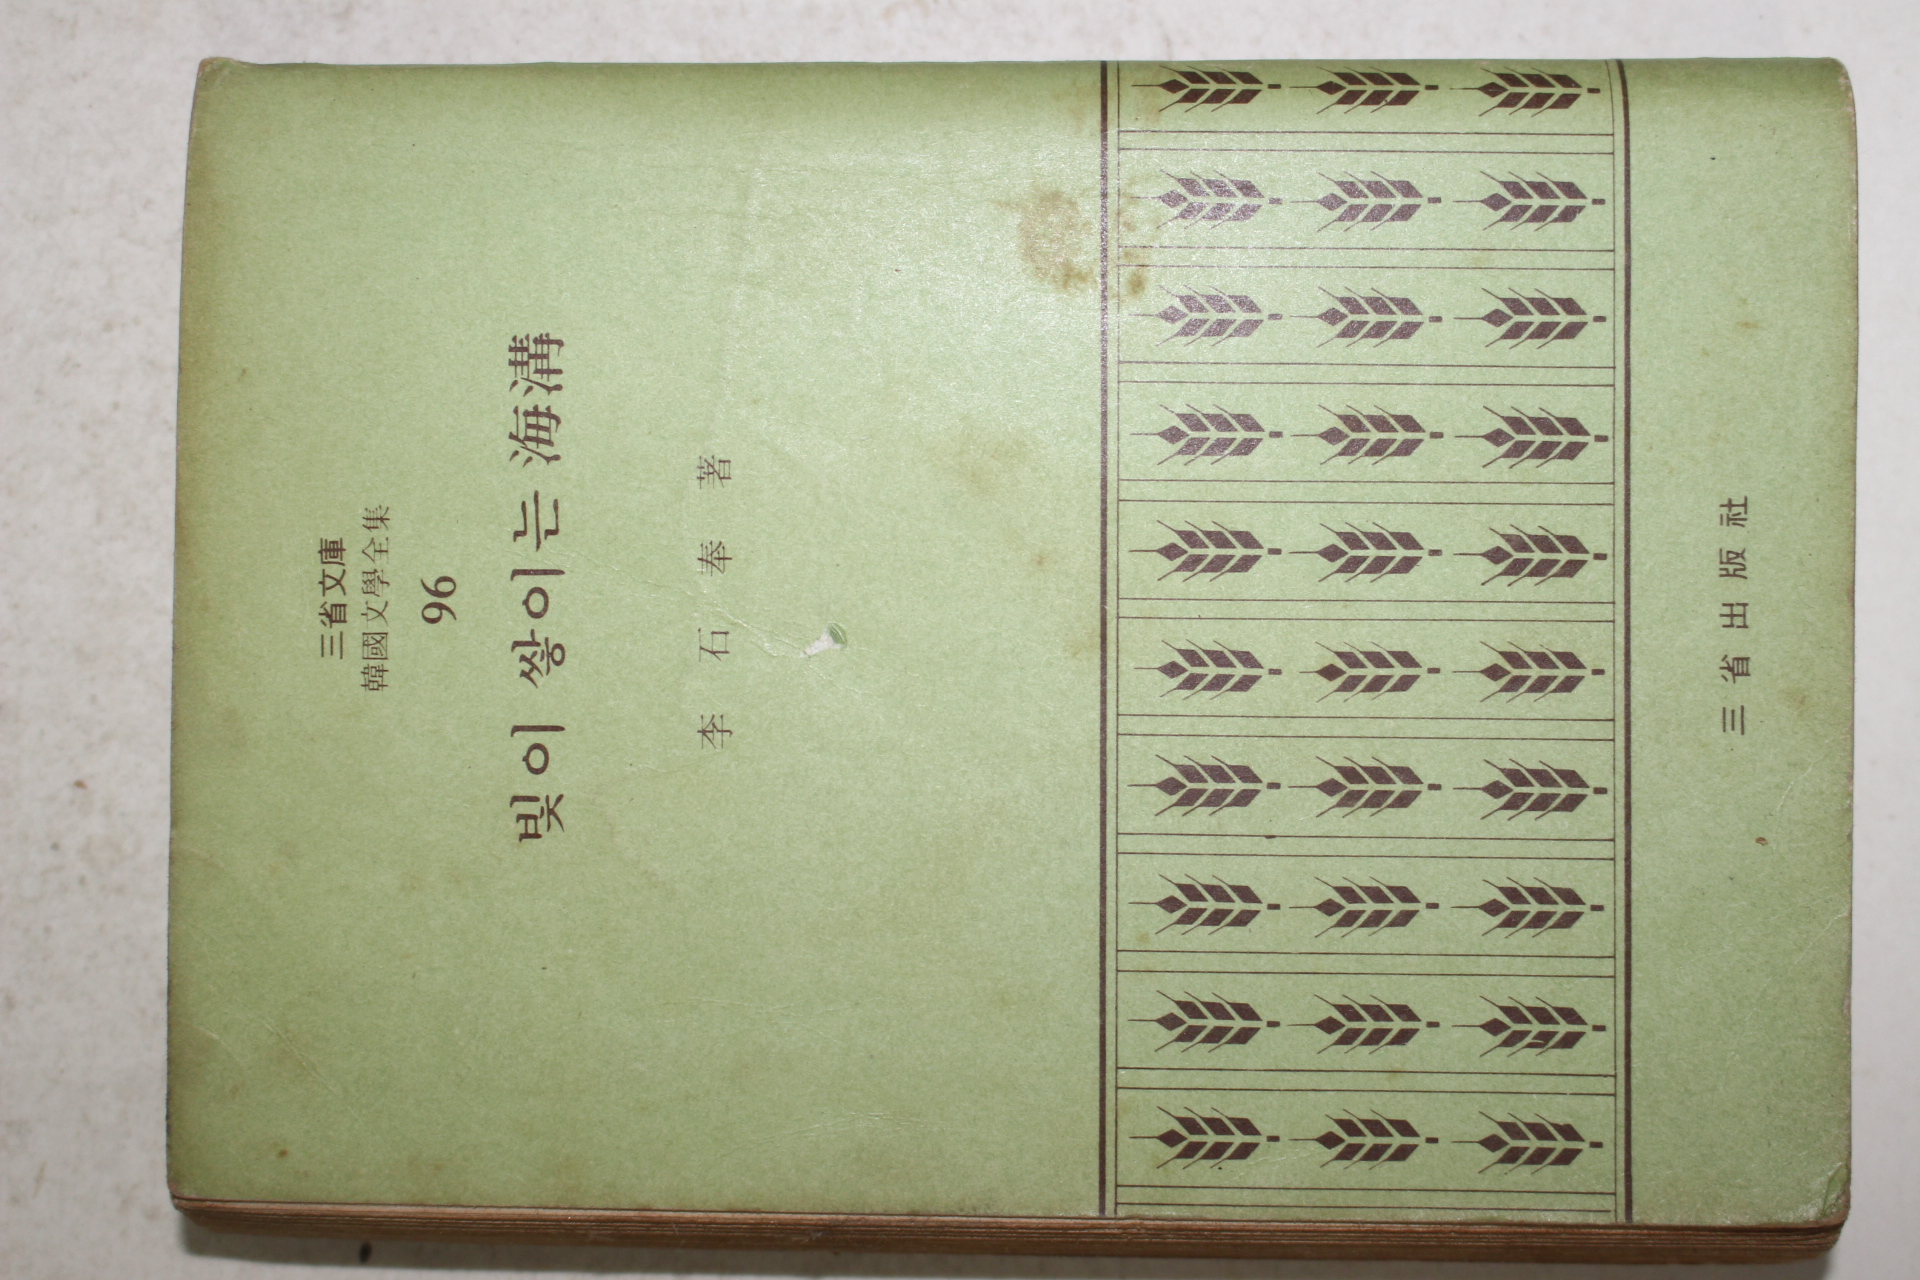 三省文庫
韓國文學全集
96
빛이 쌓이는 海溝
李石奉 著
三省出版社